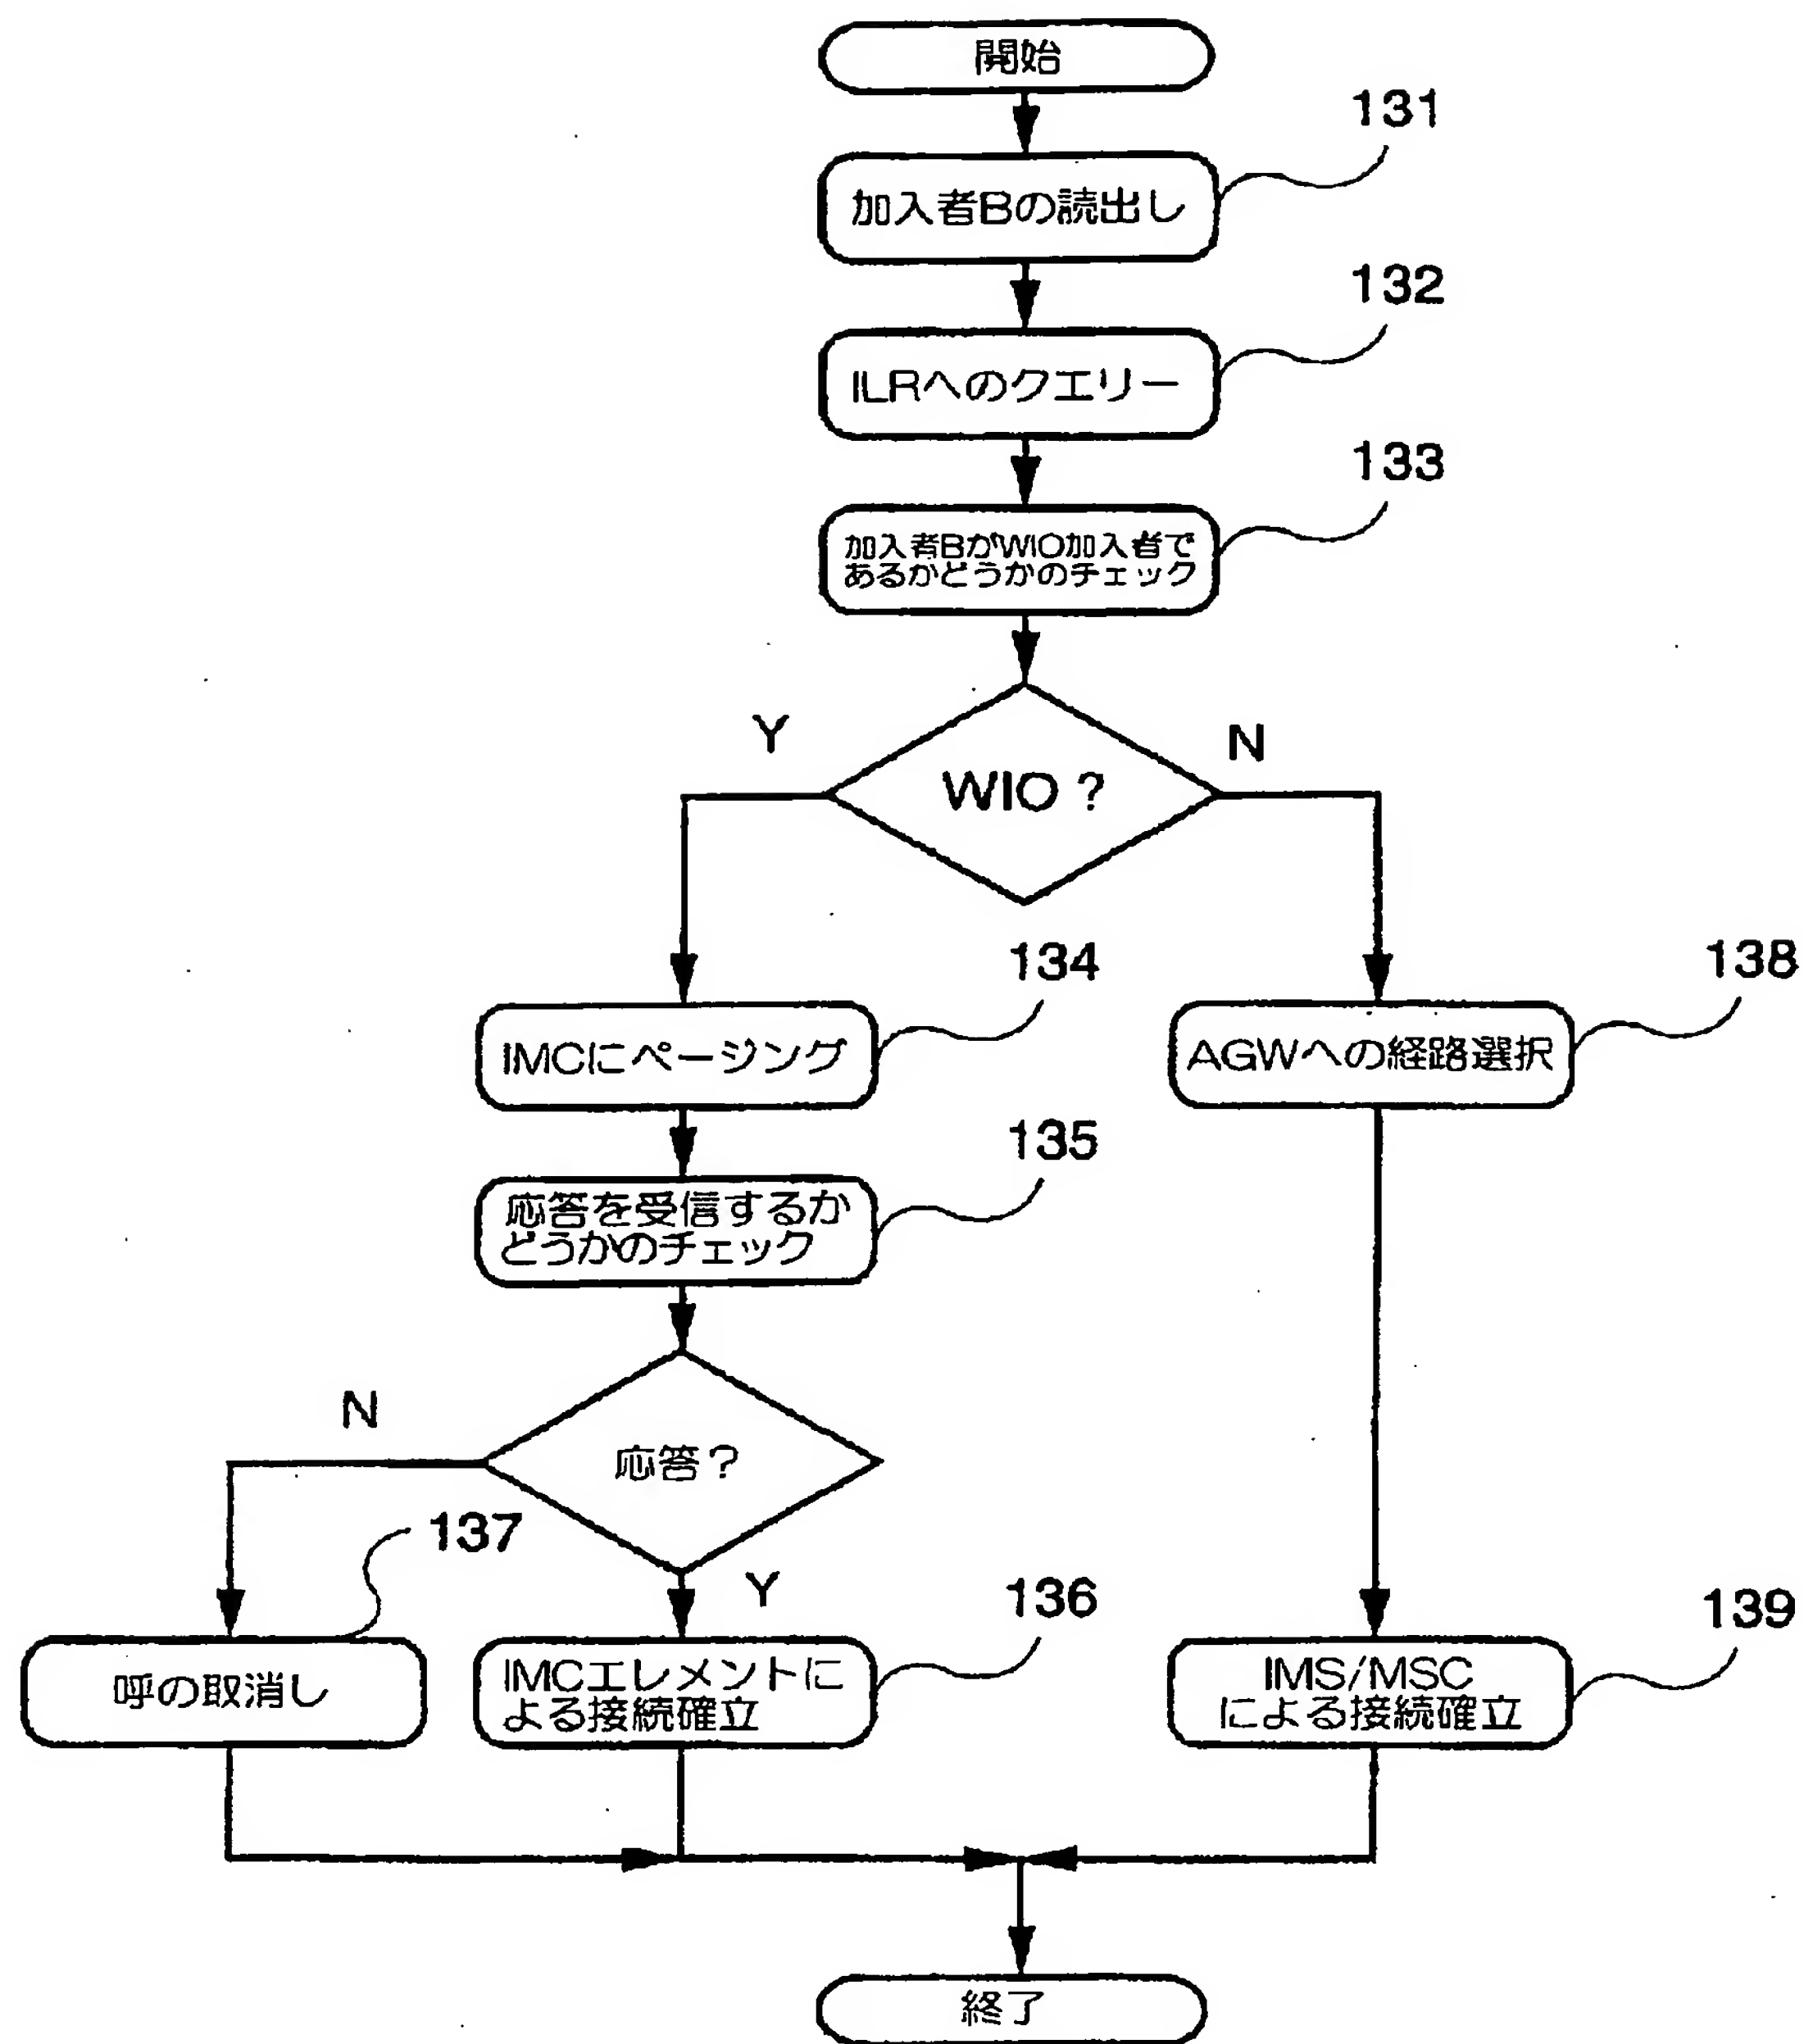 開始
131
加入者Bの読出し
132
ILRへのクエリー
133
加入者BがWIO加入者で
あるかどうかのチェック
Y
N
WIO？
134
138
IMCにページング
AGWへの経路選択
135
応答を受信するか
どうかのチェック
N
応答？
137
Y
136
139
呼の取消し
IMCエレメントに
よる接続確立
IMS/MSC
による接続確立
終了